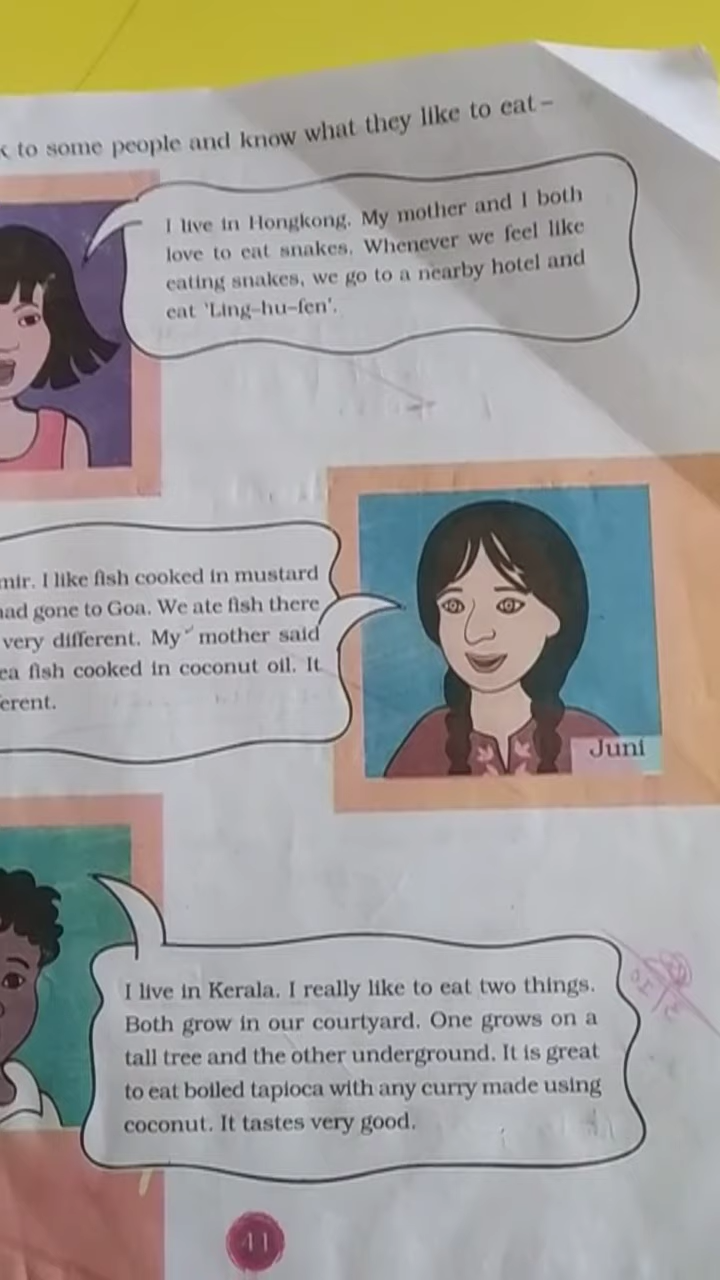 to some people and know what they like to eat –
I live in Hongkong. My mother and I both
love to eat snakes. Whenever we feel like
eating snakes, we go to a nearby hotel and
eat 'Ling–hu–fen'.
mir. I like fish cooked in mustard
had gone to Goa. We ate fish there
very different. My mother said
ea fish cooked in coconut oil. It
erent.
Juni
I live in Kerala. I really like to eat two things.
Both grow in our courtyard. One grows on a
tall tree and the other underground. It is great
to eat boiled tapioca with any curry made using
coconut. It tastes very good.
41